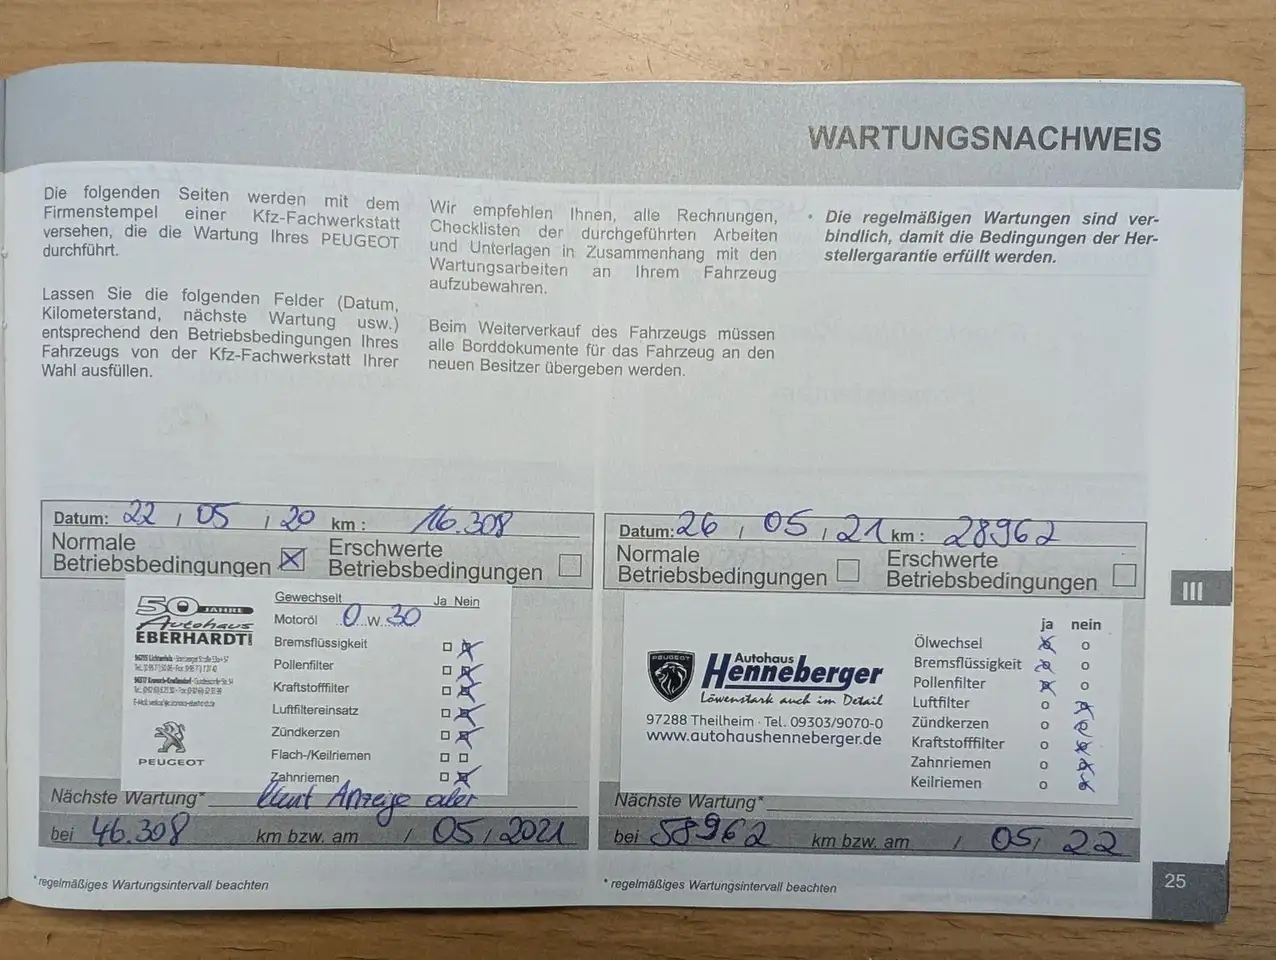 WARTUNGSNACHWEIS
Die folgenden Seiten werden mit dem
Firmenstempel einer Kfz-Fachwerkstatt
versehen, die die Wartung Ihres PEUGEOT
durchführt.
Lassen Sie die folgenden Felder (Datum,
Kilometerstand, nächste Wartung usw.)
entsprechend den Betriebsbedingungen Ihres
Fahrzeugs von der Kfz-Fachwerkstatt Ihrer
Wahl ausfüllen.
Wir empfehlen Ihnen, alle Rechnungen,
Checklisten der durchgeführten Arbeiten
und Unterlagen in Zusammenhang mit den
Wartungsarbeiten an Ihrem Fahrzeug
aufzubewahren.
Beim Weiterverkauf des Fahrzeugs müssen
alle Borddokumente für das Fahrzeug an den
neuen Besitzer übergeben werden.
• Die regelmäßigen Wartungen sind ver-
bindlich, damit die Bedingungen der Her-
stellergarantie erfüllt werden.
Datum: 22 / 05 / 20 km : 16.308
Normale
Betriebsbedingungen
Erschwerte
Betriebsbedingungen
50 JAHRE
Autohaus
EBERHARDT
PEUGEOT
Gewechselt Ja Nein
Motoröl 0 W 30
Bremsflüssigkeit
Pollenfilter
Kraftstofffilter
Luftfiltereinsatz
Zündkerzen
Flach-/Keilriemen
Zahnriemen
Nächste Wartung* laut Anzeige oder
bei 46.308 km bzw. am / 05 / 2021
* regelmäßiges Wartungsintervall beachten
Datum: 26 / 05 / 21 km : 28962
Normale
Betriebsbedingungen
Erschwerte
Betriebsbedingungen
PEUGEOT
Autohaus
Henneberger
Löwenstark auch im Detail
97288 Theilheim · Tel. 09303/9070-0
www.autohaushenneberger.de
ja nein
Ölwechsel
Bremsflüssigkeit
Pollenfilter
Luftfilter
Zündkerzen
Kraftstofffilter
Zahnriemen
Keilriemen
Nächste Wartung*
bei 58962 km bzw. am / 05 / 22
* regelmäßiges Wartungsintervall beachten
III
25